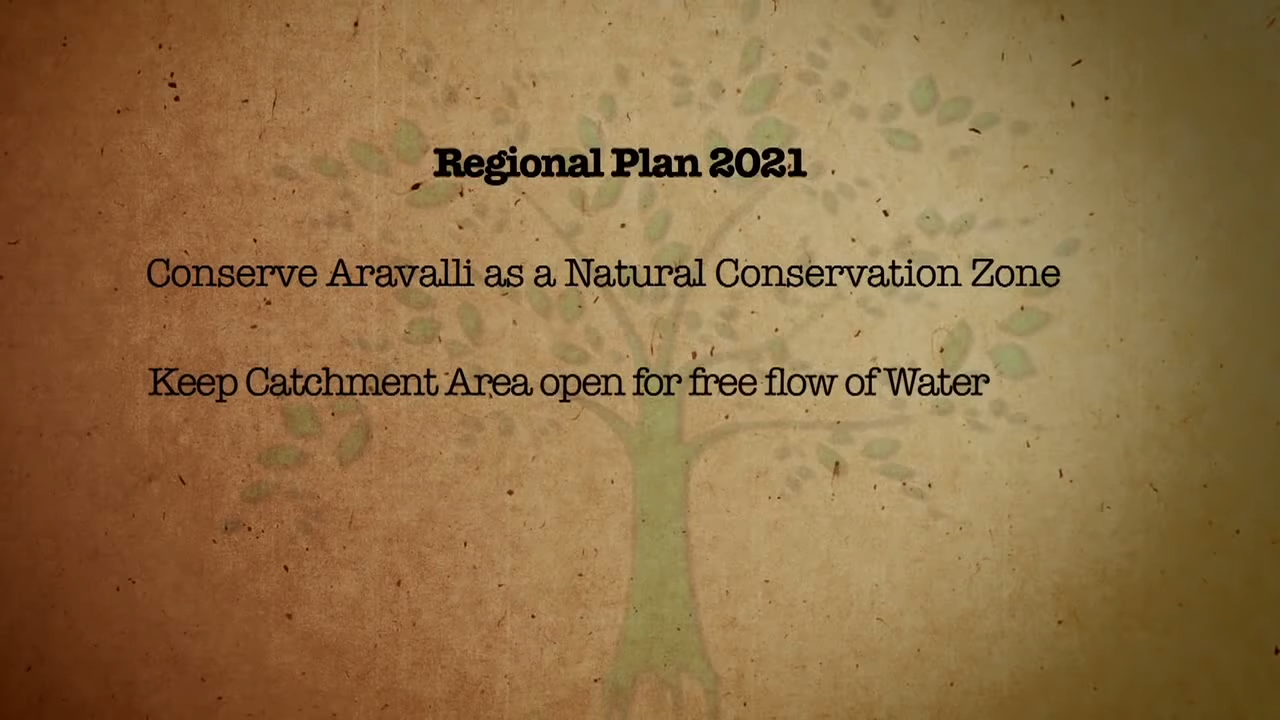 Regional Plan 2021
Conserve Aravalli as a Natural Conservation Zone
Keep Catchment Area open for free flow of Water